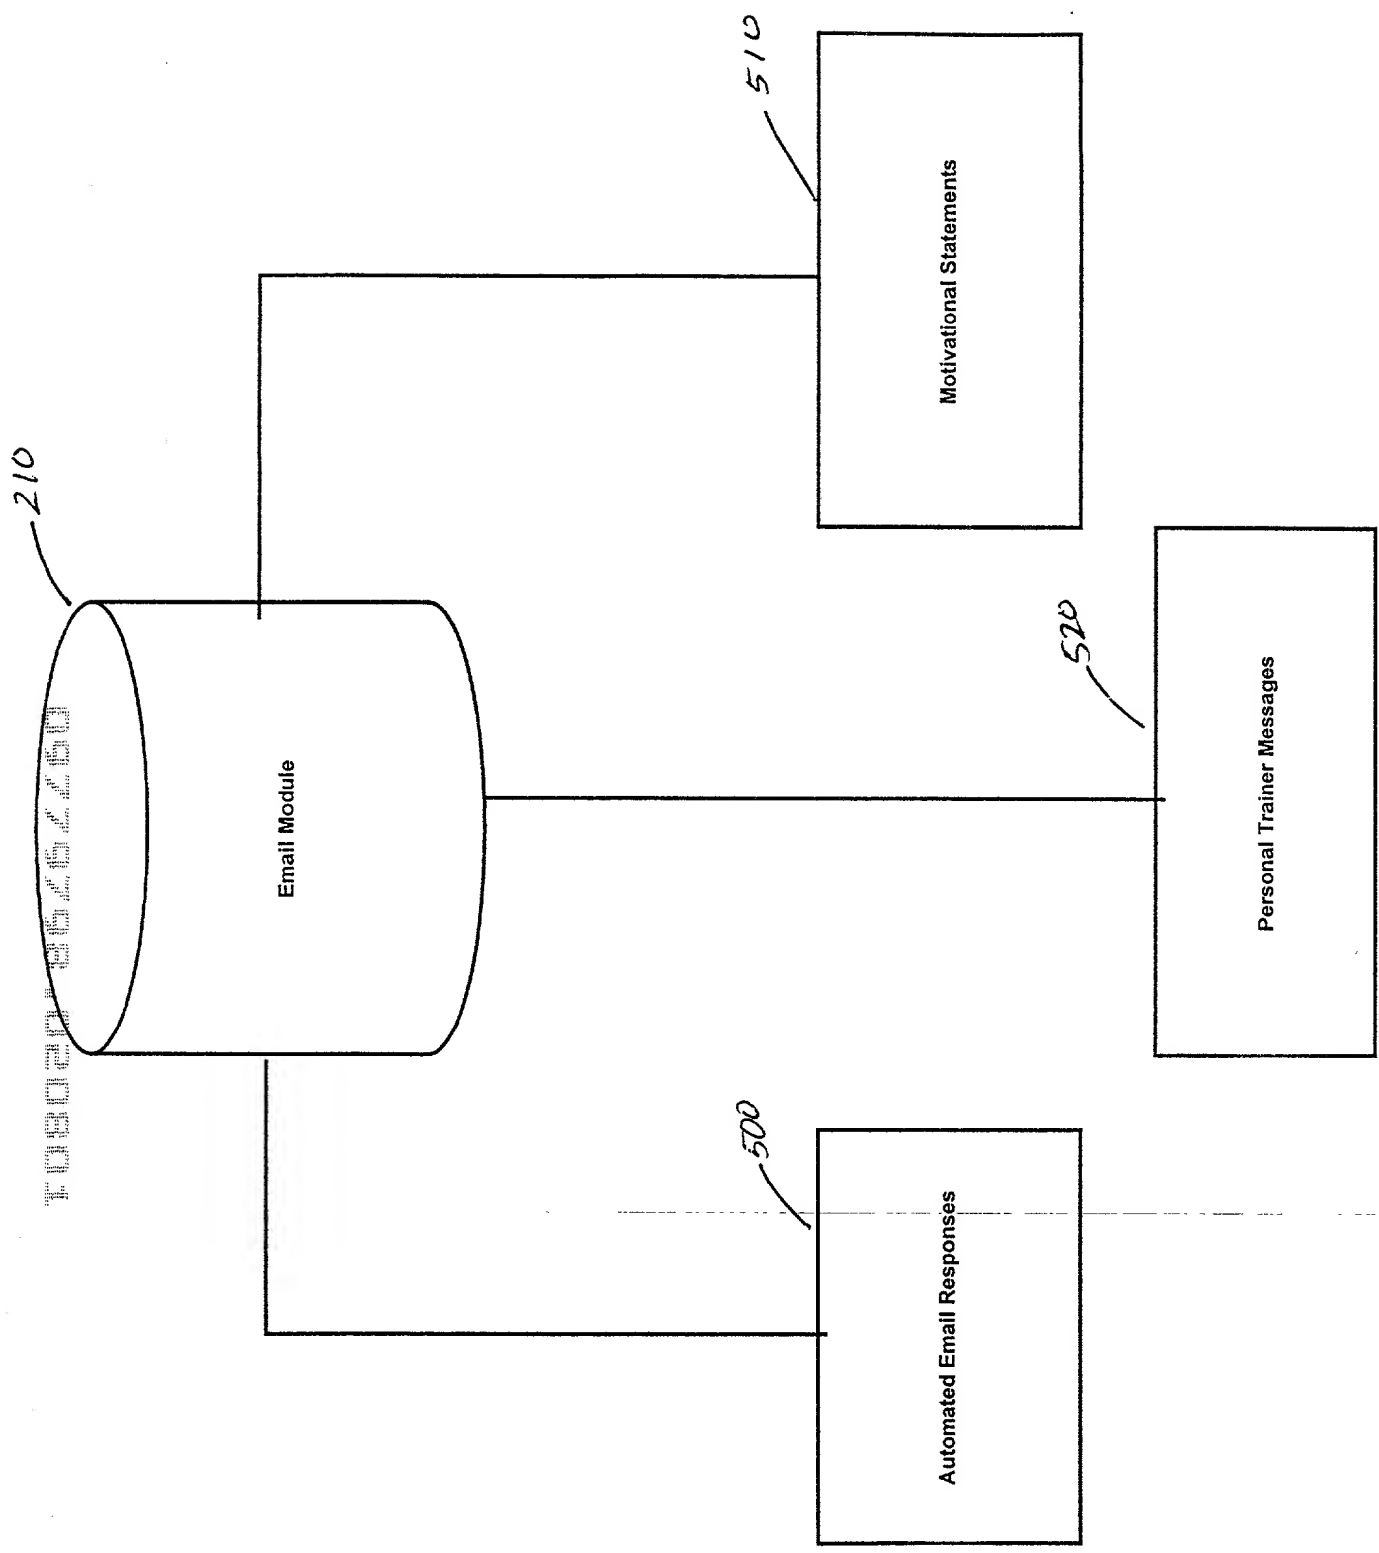 210
Email Module
500
Automated Email Responses
510
Motivational Statements
520
Personal Trainer Messages